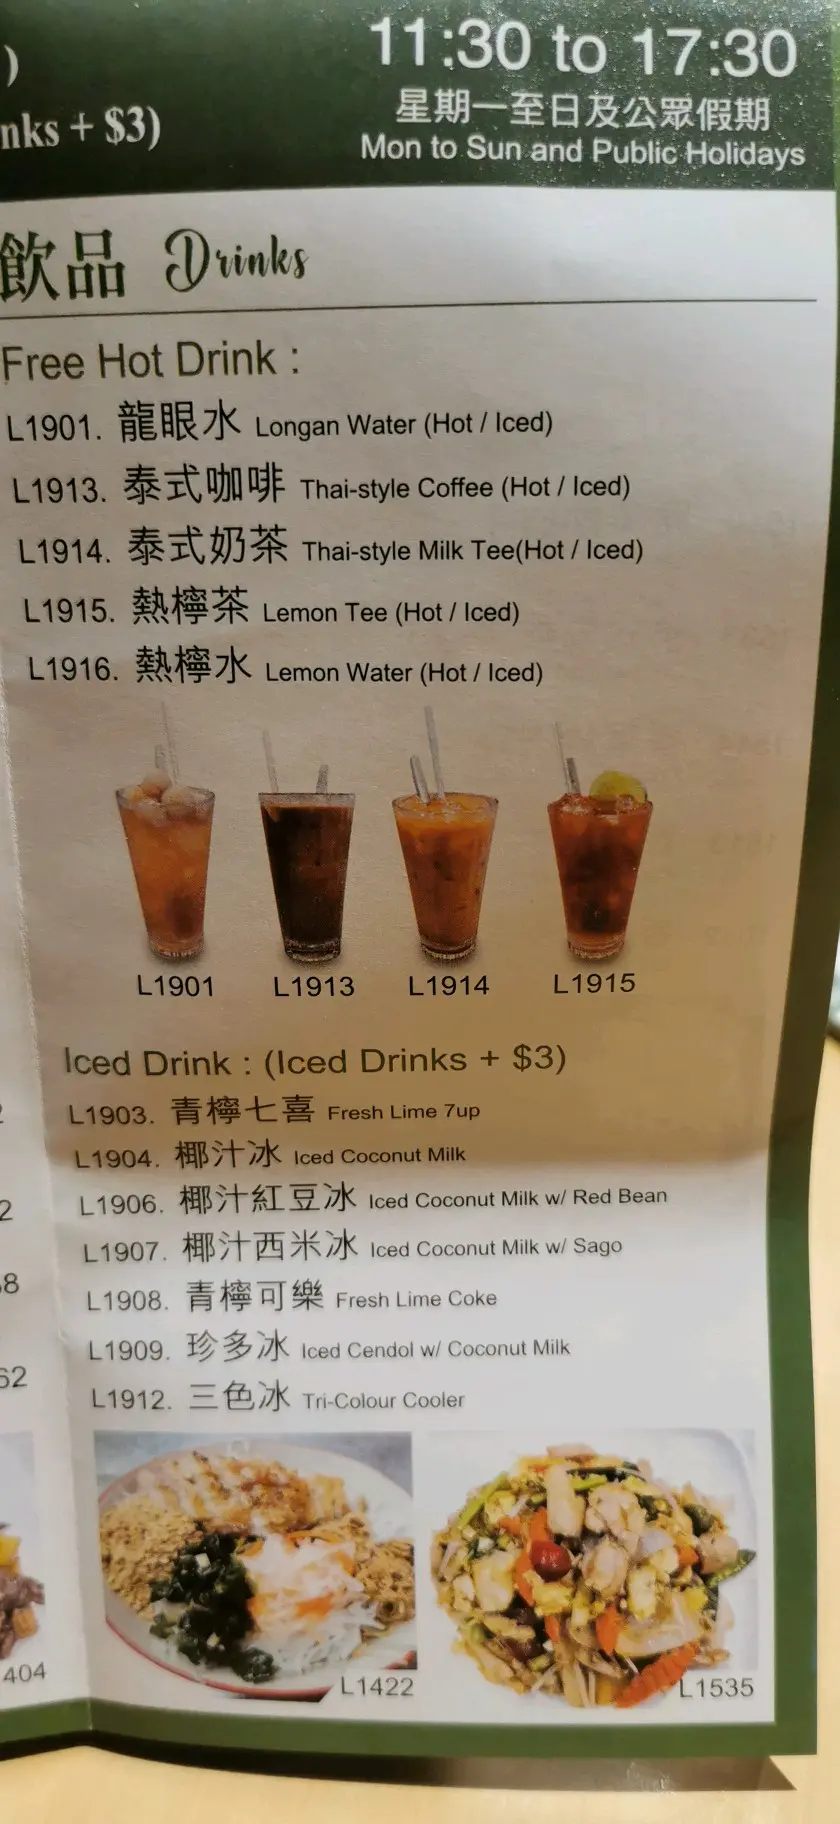 11:30 to 17:30
)
星期一至日及公眾假期
nks + $3)
Mon to Sun and Public Holidays
飲品 Drinks
Free Hot Drink :
L1901. 龍眼水 Longan Water (Hot / Iced)
L1913. 泰式咖啡 Thai-style Coffee (Hot / Iced)
L1914. 泰式奶茶 Thai-style Milk Tee(Hot / Iced)
L1915. 熱檸茶 Lemon Tee (Hot / Iced)
L1916. 熱檸水 Lemon Water (Hot / Iced)
L1901 L1913 L1914 L1915
Iced Drink : (Iced Drinks + $3)
L1903. 青檸七喜 Fresh Lime 7up
L1904. 椰汁冰 Iced Coconut Milk
L1906. 椰汁紅豆冰 Iced Coconut Milk w/ Red Bean
L1907. 椰汁西米冰 Iced Coconut Milk w/ Sago
L1908. 青檸可樂 Fresh Lime Coke
L1909. 珍多冰 Iced Cendol w/ Coconut Milk
L1912. 三色冰 Tri-Colour Cooler
404 L1422 L1535